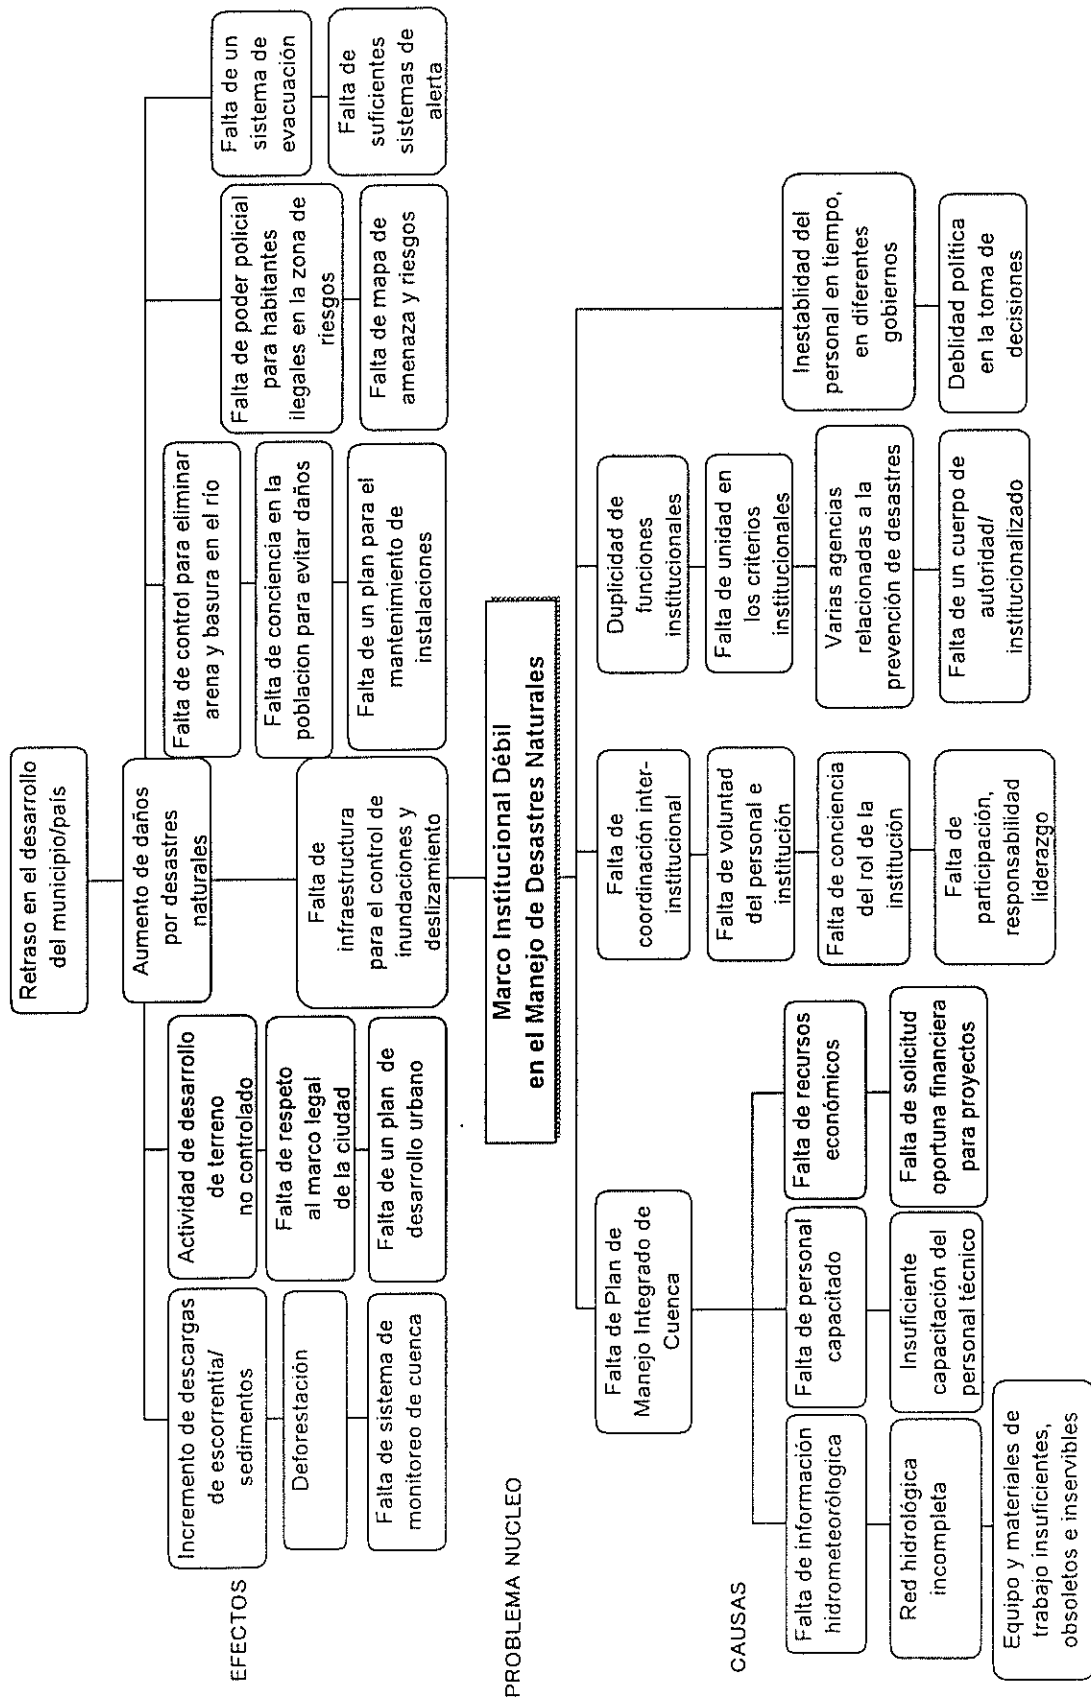 Retraso en el desarrollo
del municipio/país
Aumento de daños
por desastres
naturales
EFECTOS
Incremento de descargas
de escorrentia/
sedimentos
Deforestación
Falta de sistema de
monitoreo de cuenca
Actividad de desarrollo
de terreno
no controlado
Falta de respeto
al marco legal
de la ciudad
Falta de un plan de
desarrollo urbano
Falta de
infraestructura
para el control de
inundaciones y
deslizamiento
Falta de control para eliminar
arena y basura en el río
Falta de conciencia en la
poblacion para evitar daños
Falta de un plan para el
mantenimiento de
instalaciones
Falta de poder policial
para habitantes
ilegales en la zona de
riesgos
Falta de mapa de
amenaza y riesgos
Falta de un
sistema de
evacuación
Falta de
suficientes
sistemas de
alerta
PROBLEMA NUCLEO
Marco Institucional Débil
en el Manejo de Desastres Naturales
CAUSAS
Falta de Plan de
Manejo Integrado de
Cuenca
Falta de información
hidrometeórologica
Red hidrológica
incompleta
Equipo y materiales de
trabajo insuficientes,
obsoletos e inservibles
Falta de personal
capacitado
Insuficiente
capacitación del
personal técnico
Falta de recursos
económicos
Falta de solicitud
oportuna financiera
para proyectos
Falta de
coordinación inter-
institucional
Falta de voluntad
del personal e
institución
Falta de conciencia
del rol de la
institución
Falta de
participación,
responsabilidad
liderazgo
Duplicidad de
funciones
institucionales
Falta de unidad en
los criterios
institucionales
Varias agencias
relacionadas a la
prevención de desastres
Falta de un cuerpo de
autoridad/
institucionalizado
Inestablidad del
personal en tiempo,
en diferentes
gobiernos
Deblidad política
en la toma de
decisiones